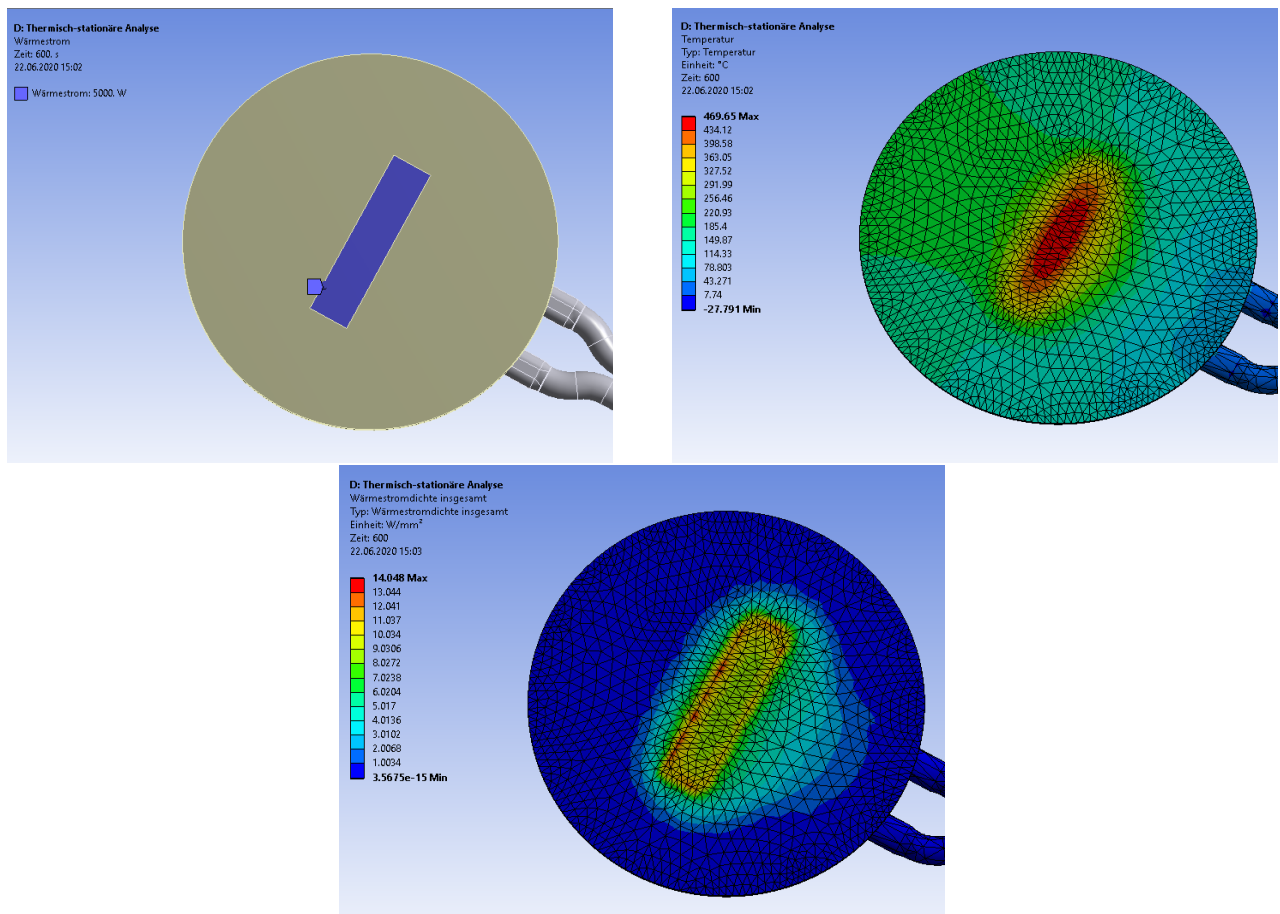 D: Thermisch-stationäre Analyse
Wärmestrom
Zeit: 600, s
22.06.2020 15:02
Wärmestrom: 5000, W
D: Thermisch-stationäre Analyse
Temperatur
Typ: Temperatur
Einheit: °C
Zeit: 600
22.06.2020 15:02
469.65 Max
434.12
398.58
363.05
327.52
291.99
256.46
220.93
185.4
149.87
114.33
78.803
43.271
7.74
-27.791 Min
D: Thermisch-stationäre Analyse
Wärmestromdichte insgesamt
Typ: Wärmestromdichte insgesamt
Einheit: W/mm²
Zeit: 600
22.06.2020 15:03
14.048 Max
13.044
12.041
11.037
10.034
9.0306
8.0272
7.0238
6.0204
5.017
4.0136
3.0102
2.0068
1.0034
3.5675e-15 Min